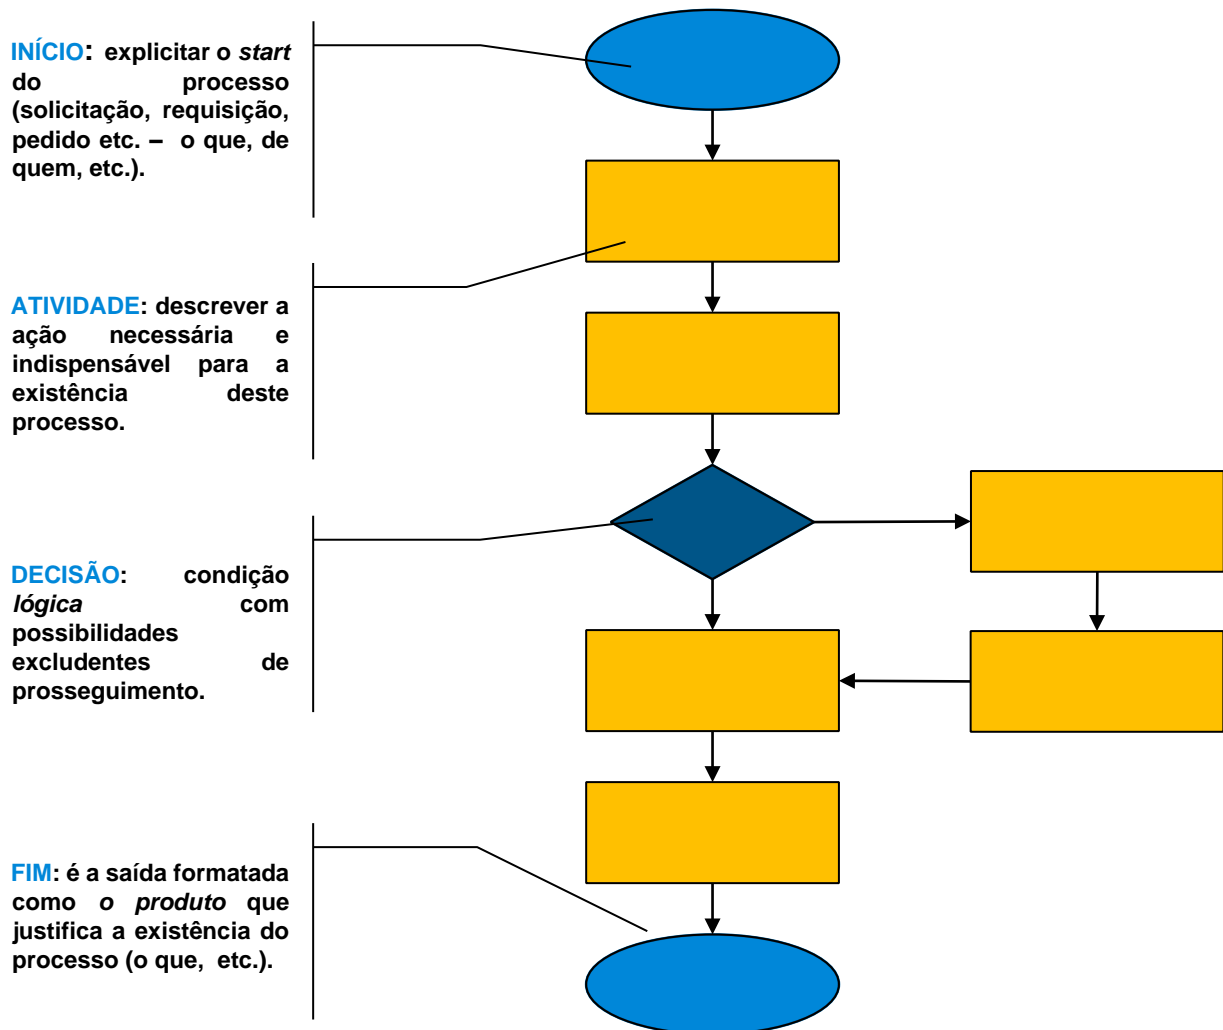 INÍCIO: explicitar o start
do processo
(solicitação, requisição,
pedido etc. – o que, de
quem, etc.).
ATIVIDADE: descrever a
ação necessária e
indispensável para a
existência deste
processo.
DECISÃO: condição
lógica com
possibilidades
excludentes de
prosseguimento.
FIM: é a saída formatada
como o produto que
justifica a existência do
processo (o que, etc.).